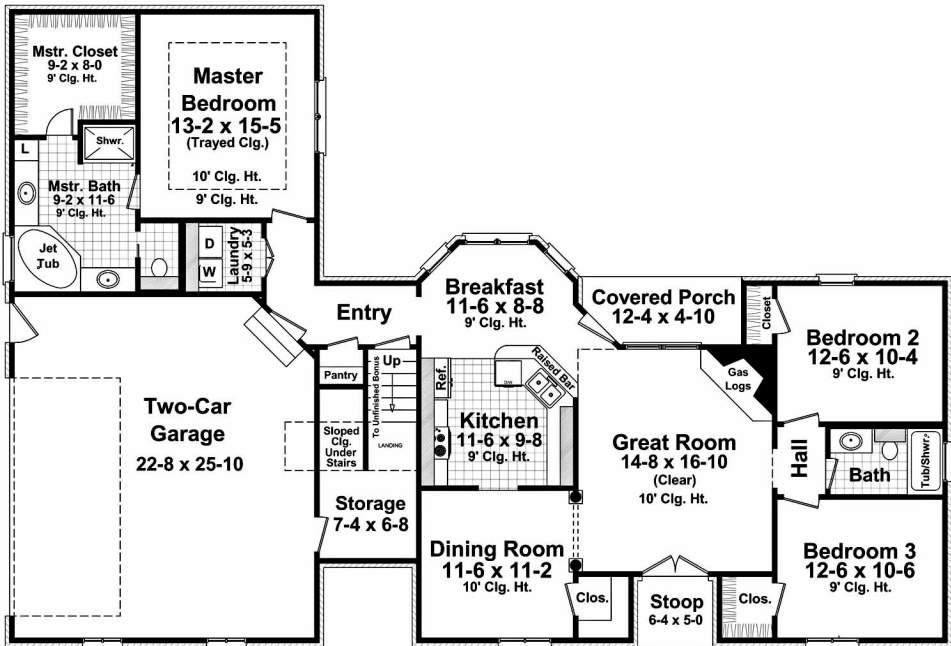 Mstr. Closet
9-2 x 8-0
9' Clg. Ht.
Master
Bedroom
13-2 x 15-5
(Trayed Clg.)
10' Clg. Ht.
9' Clg. Ht.
L
Shwr.
Mstr. Bath
9-2 x 11-6
9' Clg. Ht.
Jet
Tub
D
W
Laundry
5-9 x 5-3
Entry
Breakfast
11-6 x 8-8
9' Clg. Ht.
Covered Porch
12-4 x 4-10
Closet
Bedroom 2
12-6 x 10-4
9' Clg. Ht.
Two-Car
Garage
22-8 x 25-10
Pantry
Up
To Unfinished Bonus
LANDING
Sloped
Clg.
Under
Stairs
Storage
7-4 x 6-8
Ref.
DW
Raised Bar
Kitchen
11-6 x 9-8
9' Clg. Ht.
Gas
Logs
Great Room
14-8 x 16-10
(Clear)
10' Clg. Ht.
Hall
Bath
Tub/Shwr.
Dining Room
11-6 x 11-2
10' Clg. Ht.
Clos.
Stoop
6-4 x 5-0
Clos.
Bedroom 3
12-6 x 10-6
9' Clg. Ht.